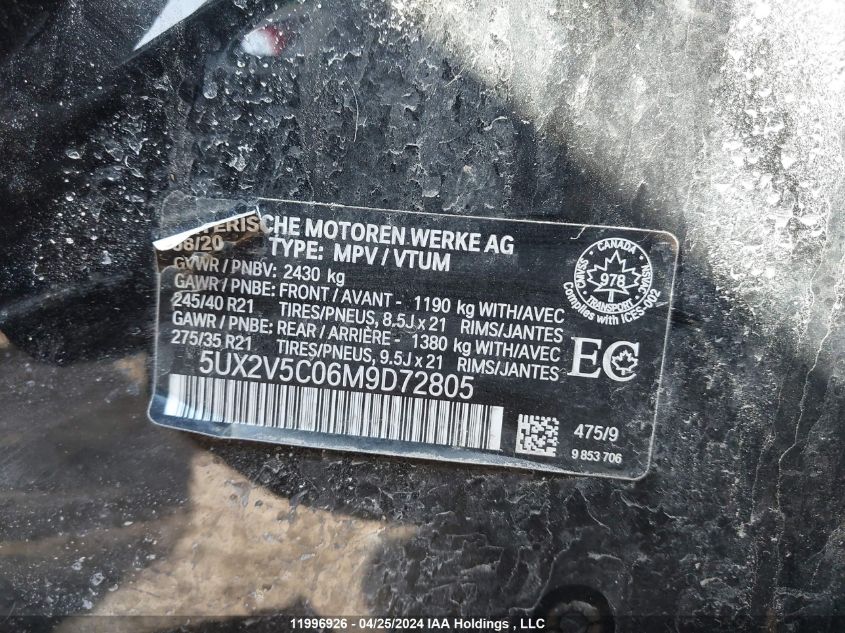 CHE MOTOREN WERKE AG
08/20 TYPE: MPV / VTUM
GVWR / PNBV: 2430 kg
GAWR / PNBE: FRONT / AVANT - 1190 kg WITH/AVEC
245/40 R21 TIRES/PNEUS, 8.5J x 21 RIMS/JANTES
GAWR / PNBE: REAR / ARRIÈRE - 1380 kg WITH/AVEC
275/35 R21 TIRES/PNEUS, 9.5J x 21 RIMS/JANTES
5UX2V5C06M9D72805
CANADA
CMVSS 978 NSVAC
TRANSPORT
Complies with ICES-002
EC
475/9
9 853 706
11996926 - 04/25/2024 IAA Holdings , LLC